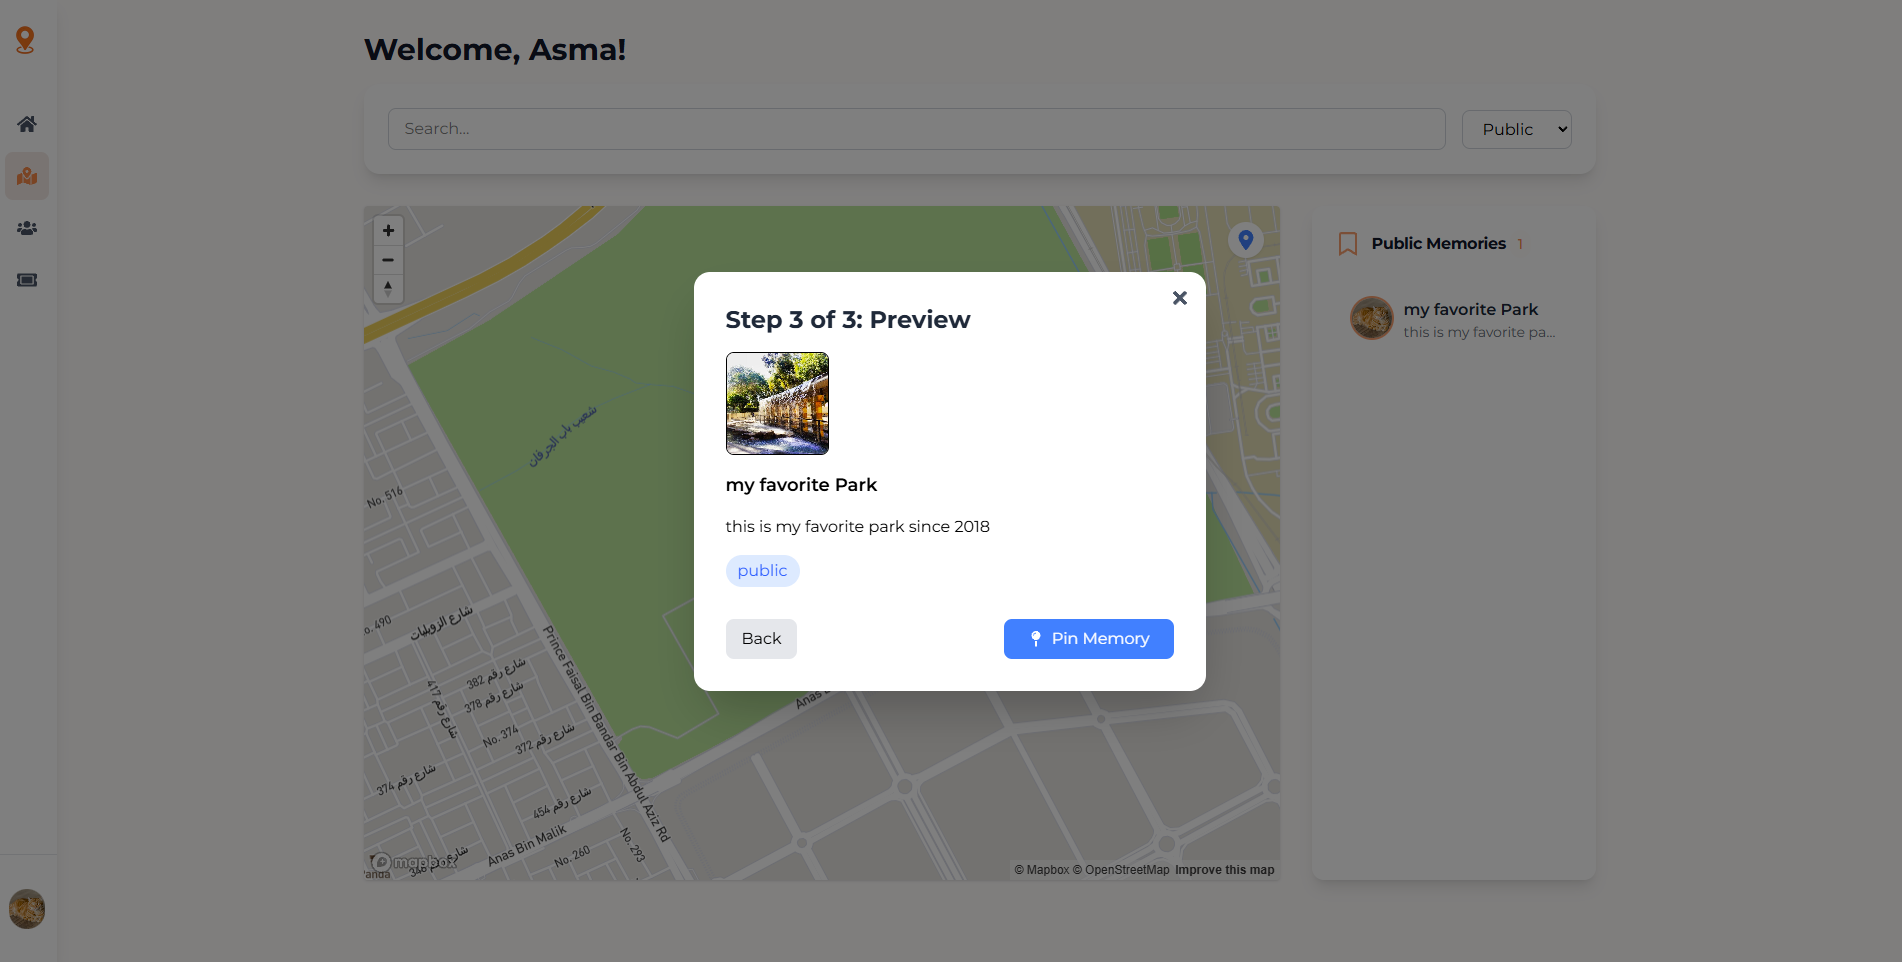 Welcome, Asma!
Search...
Public
Public Memories 1
my favorite Park
this is my favorite pa...
Step 3 of 3: Preview
my favorite Park
this is my favorite park since 2018
public
Back
Pin Memory
شعيب باب الجرفان
No. 516
o. 490
شارع الزويليات
شارع رقم 382
شارع رقم 378
شارع رقم 417
No. 374
شارع رقم 372
شارع رقم 374
شارع رقم 454
Anas Bin Malik
No. 260
No. 293
Prince Faisal Bin Bandar Bin Abdul Aziz Rd
Anas
mapbox
anda
© Mapbox © OpenStreetMap Improve this map